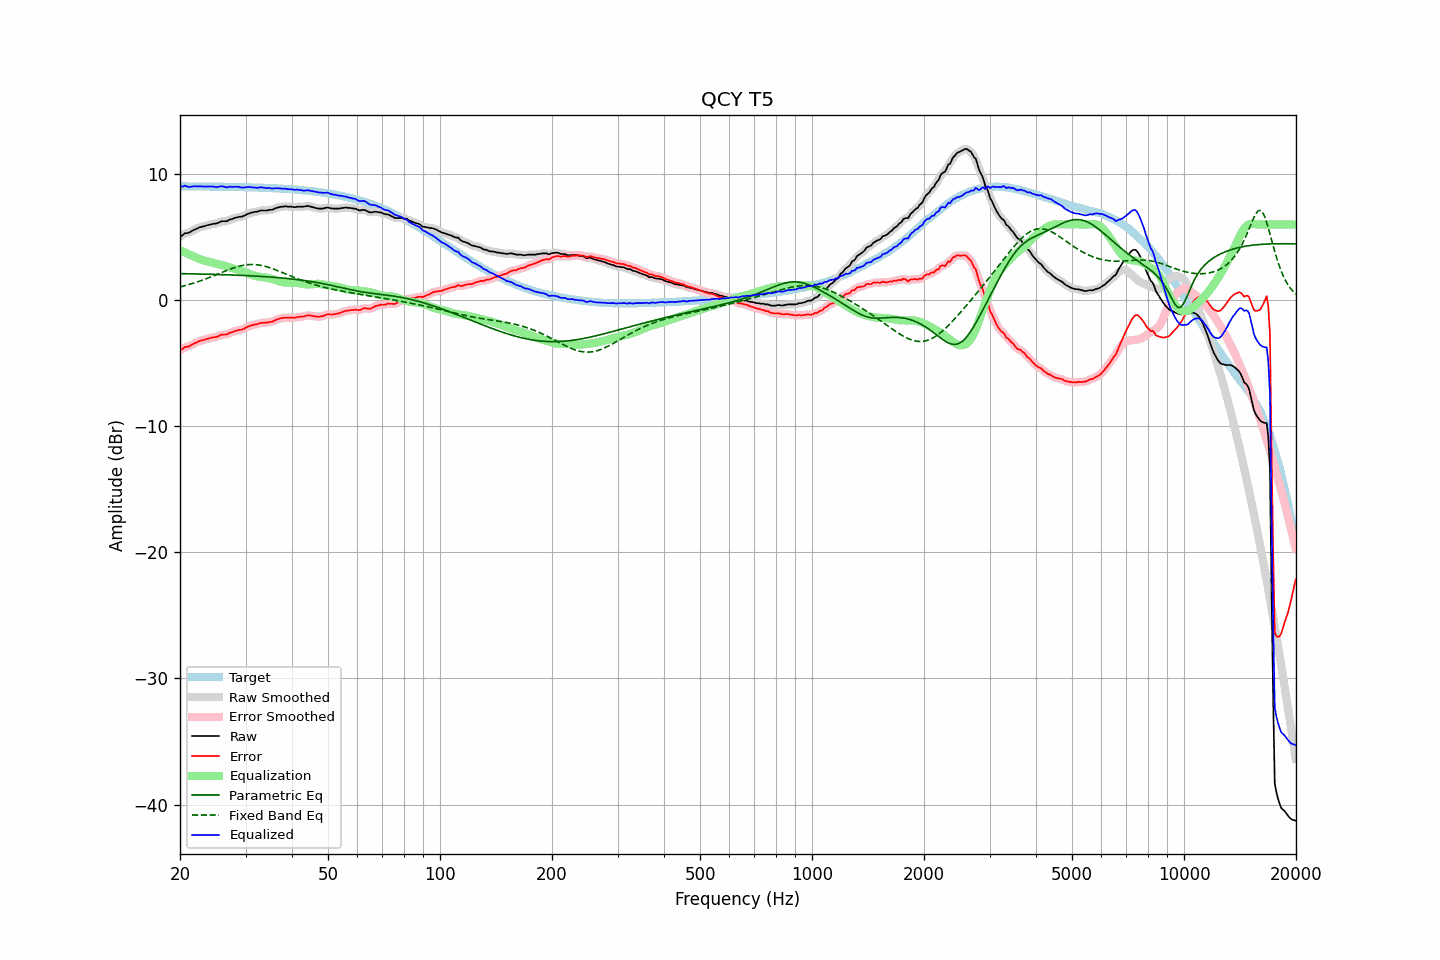 QCY T5
10
0
−10
−20
−30
−40
Amplitude (dBr)
Target
Raw Smoothed
Error Smoothed
Raw
Error
Equalization
Parametric Eq
Fixed Band Eq
Equalized
20 50 100 200 500 1000 2000 5000 10000 20000
Frequency (Hz)